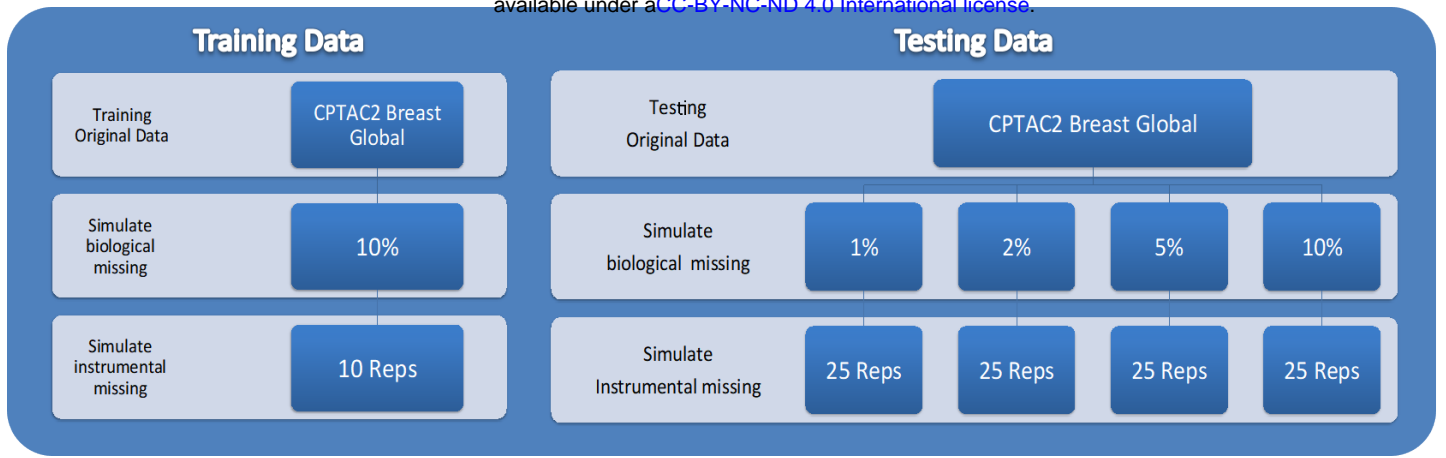 available under aCC-BY-NC-ND 4.0 International license.
Training Data
Training
Original Data
CPTAC2 Breast
Global
Simulate
biological
missing
10%
Simulate
instrumental
missing
10 Reps
Testing Data
Testing
Original Data
CPTAC2 Breast Global
Simulate
biological missing
1%
2%
5%
10%
Simulate
Instrumental missing
25 Reps
25 Reps
25 Reps
25 Reps